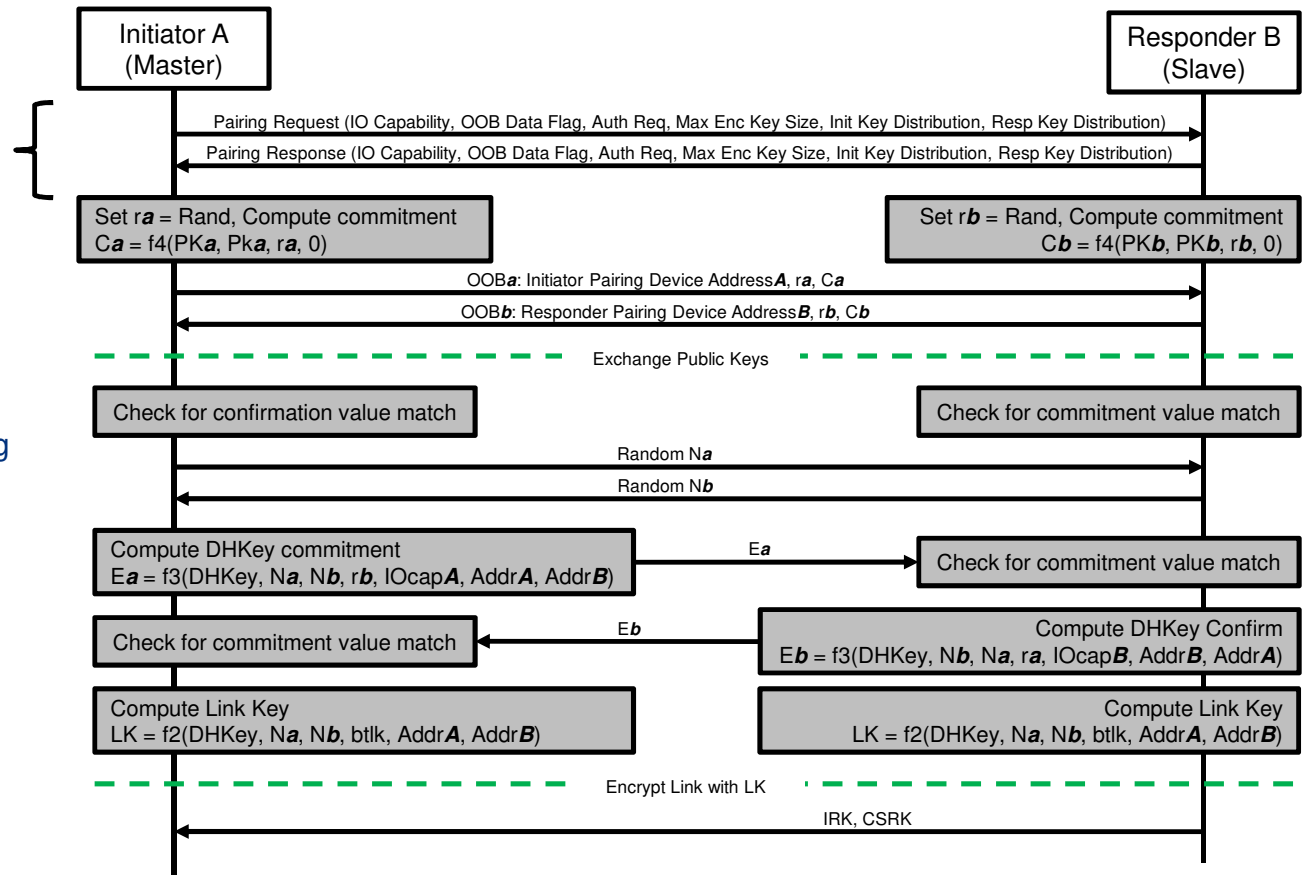 Initiator A
(Master)
Responder B
(Slave)
Pairing Request (IO Capability, OOB Data Flag, Auth Req, Max Enc Key Size, Init Key Distribution, Resp Key Distribution)
Pairing Response (IO Capability, OOB Data Flag, Auth Req, Max Enc Key Size, Init Key Distribution, Resp Key Distribution)
Set ra = Rand, Compute commitment
Ca = f4(PKa, Pka, ra, 0)
Set rb = Rand, Compute commitment
Cb = f4(PKb, PKb, rb, 0)
OOBa: Initiator Pairing Device AddressA, ra, Ca
OOBb: Responder Pairing Device AddressB, rb, Cb
Exchange Public Keys
Check for confirmation value match
Check for commitment value match
g
Random Na
Random Nb
Compute DHKey commitment
Ea = f3(DHKey, Na, Nb, rb, IOcapA, AddrA, AddrB)
Ea
Check for commitment value match
Check for commitment value match
Eb
Compute DHKey Confirm
Eb = f3(DHKey, Nb, Na, ra, IOcapB, AddrB, AddrA)
Compute Link Key
LK = f2(DHKey, Na, Nb, btlk, AddrA, AddrB)
Compute Link Key
LK = f2(DHKey, Na, Nb, btlk, AddrA, AddrB)
Encrypt Link with LK
IRK, CSRK